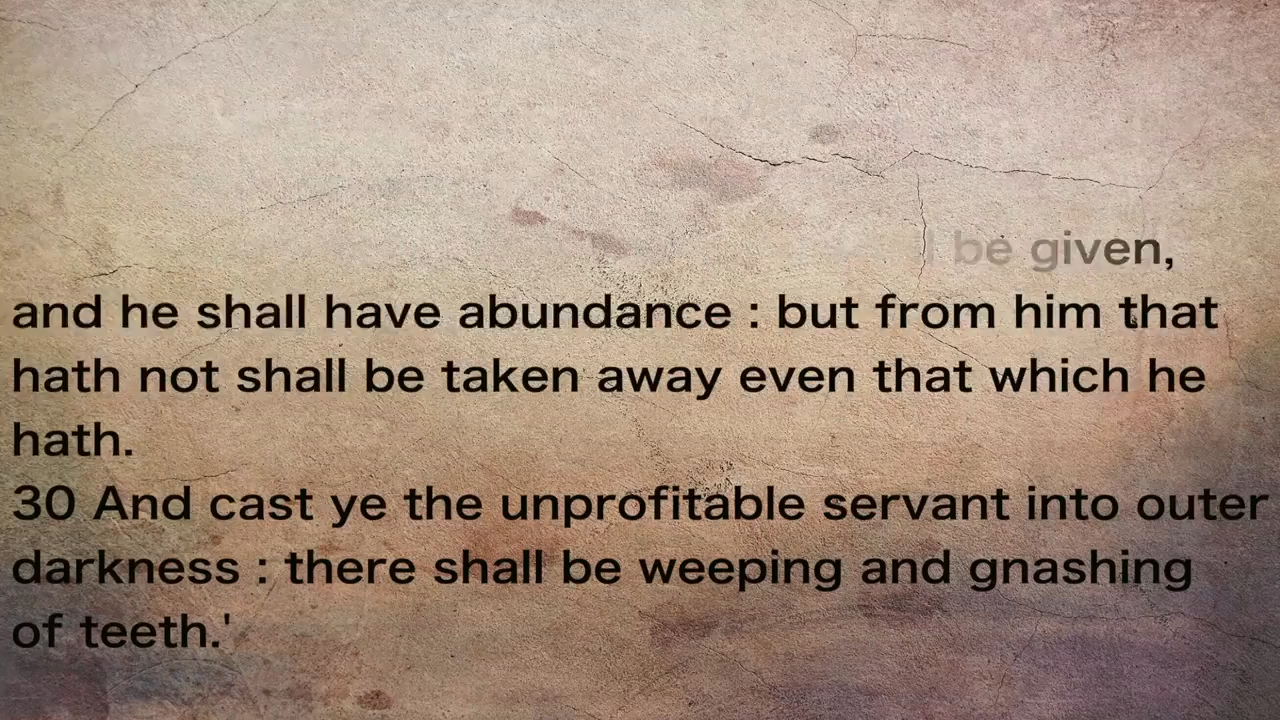 be given,
and he shall have abundance : but from him that
hath not shall be taken away even that which he
hath.
30 And cast ye the unprofitable servant into outer
darkness : there shall be weeping and gnashing
of teeth.'